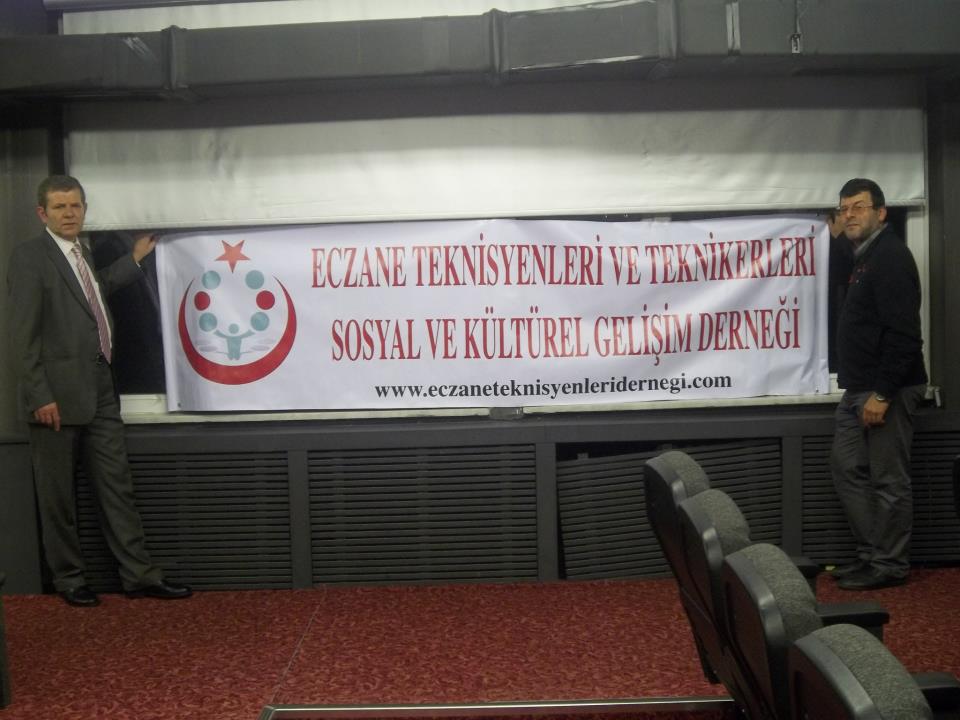 ECZANE TEKNİSYENLERİ VE TEKNİKERLERİ
SOSYAL VE KÜLTÜREL GELİŞİM DERNEĞİ
www.eczaneteknisyenleridernegi.com